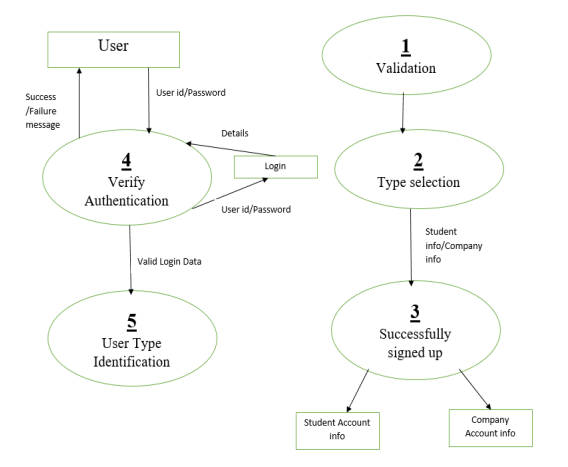 User
Success
/Failure
message
User id/Password
4
Verify
Authentication
Details
Login
User id/Password
Valid Login Data
5
User Type
Identification
1
Validation
2
Type selection
Student
info/Company
info
3
Successfully
signed up
Student Account
info
Company
Account info